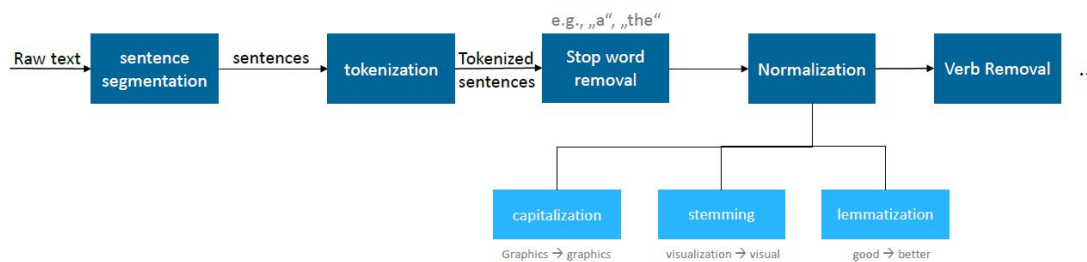 e.g., „a“, „the“
Raw text
sentence
segmentation
sentences
tokenization
Tokenized
sentences
Stop word
removal
Normalization
Verb Removal
..
capitalization
stemming
lemmatization
Graphics → graphics
visualization → visual
good → better